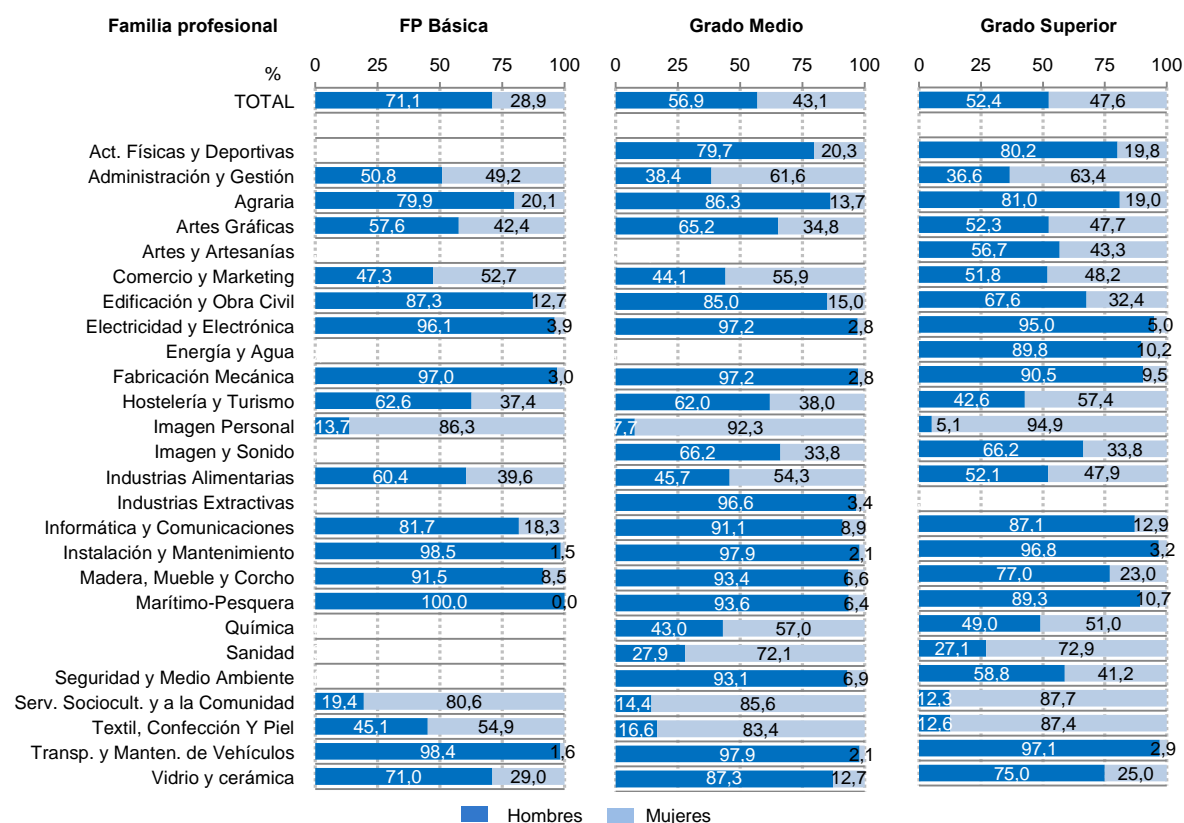 Familia profesional FP Básica Grado Medio Grado Superior
% 0 25 50 75 100 0 25 50 75 100 0 25 50 75 100
TOTAL 71,1 28,9 56,9 43,1 52,4 47,6
Act. Físicas y Deportivas 79,7 20,3 80,2 19,8
Administración y Gestión 50,8 49,2 38,4 61,6 36,6 63,4
Agraria 79,9 20,1 86,3 13,7 81,0 19,0
Artes Gráficas 57,6 42,4 65,2 34,8 52,3 47,7
Artes y Artesanías 56,7 43,3
Comercio y Marketing 47,3 52,7 44,1 55,9 51,8 48,2
Edificación y Obra Civil 87,3 12,7 85,0 15,0 67,6 32,4
Electricidad y Electrónica 96,1 3,9 97,2 2,8 95,0 5,0
Energía y Agua 89,8 10,2
Fabricación Mecánica 97,0 3,0 97,2 2,8 90,5 9,5
Hostelería y Turismo 62,6 37,4 62,0 38,0 42,6 57,4
Imagen Personal 13,7 86,3 7,7 92,3 5,1 94,9
Imagen y Sonido 66,2 33,8 66,2 33,8
Industrias Alimentarias 60,4 39,6 45,7 54,3 52,1 47,9
Industrias Extractivas 96,6 3,4
Informática y Comunicaciones 81,7 18,3 91,1 8,9 87,1 12,9
Instalación y Mantenimiento 98,5 1,5 97,9 2,1 96,8 3,2
Madera, Mueble y Corcho 91,5 8,5 93,4 6,6 77,0 23,0
Marítimo-Pesquera 100,0 0,0 93,6 6,4 89,3 10,7
Química 43,0 57,0 49,0 51,0
Sanidad 27,9 72,1 27,1 72,9
Seguridad y Medio Ambiente 93,1 6,9 58,8 41,2
Serv. Sociocult. y a la Comunidad 19,4 80,6 14,4 85,6 12,3 87,7
Textil, Confección Y Piel 45,1 54,9 16,6 83,4 12,6 87,4
Transp. y Manten. de Vehículos 98,4 1,6 97,9 2,1 97,1 2,9
Vidrio y cerámica 71,0 29,0 87,3 12,7 75,0 25,0
Hombres Mujeres